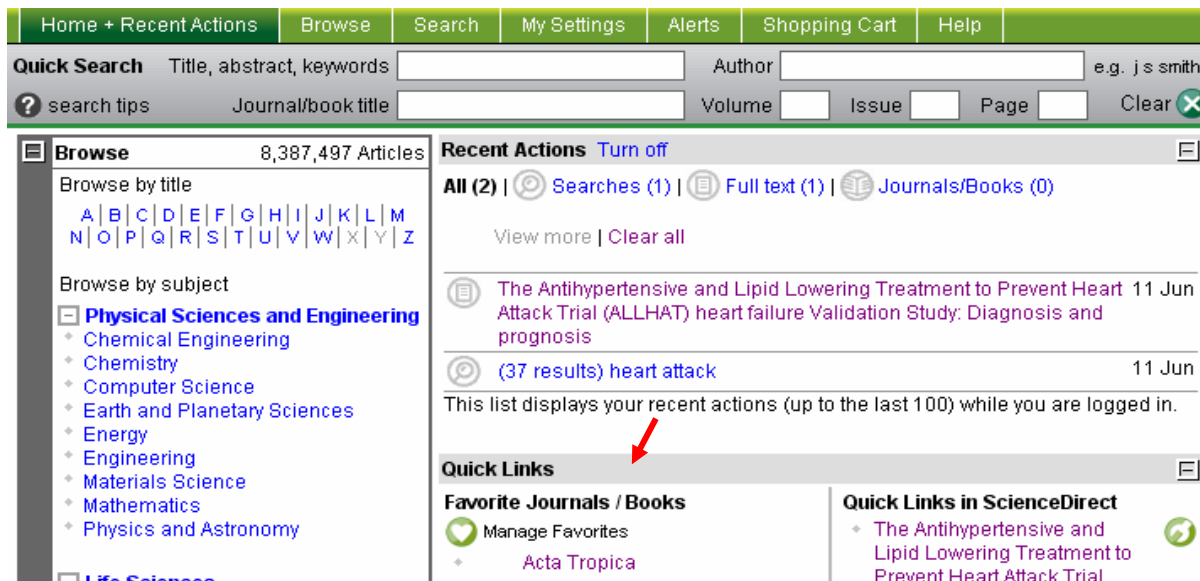 Home + Recent Actions Browse Search My Settings Alerts Shopping Cart Help
Quick Search Title, abstract, keywords Author e.g. j s smith
? search tips Journal/book title Volume Issue Page Clear
Browse 8,387,497 Articles
Browse by title
A | B | C | D | E | F | G | H | I | J | K | L | M
N | O | P | Q | R | S | T | U | V | W | X | Y | Z
Browse by subject
Physical Sciences and Engineering
Chemical Engineering
Chemistry
Computer Science
Earth and Planetary Sciences
Energy
Engineering
Materials Science
Mathematics
Physics and Astronomy
Life Sciences
Recent Actions Turn off
All (2) | Searches (1) | Full text (1) | Journals/Books (0)
View more | Clear all
The Antihypertensive and Lipid Lowering Treatment to Prevent Heart 11 Jun
Attack Trial (ALLHAT) heart failure Validation Study: Diagnosis and
prognosis
(37 results) heart attack 11 Jun
This list displays your recent actions (up to the last 100) while you are logged in.
Quick Links
Favorite Journals / Books
Manage Favorites
Acta Tropica
Quick Links in ScienceDirect
The Antihypertensive and
Lipid Lowering Treatment to
Prevent Heart Attack Trial